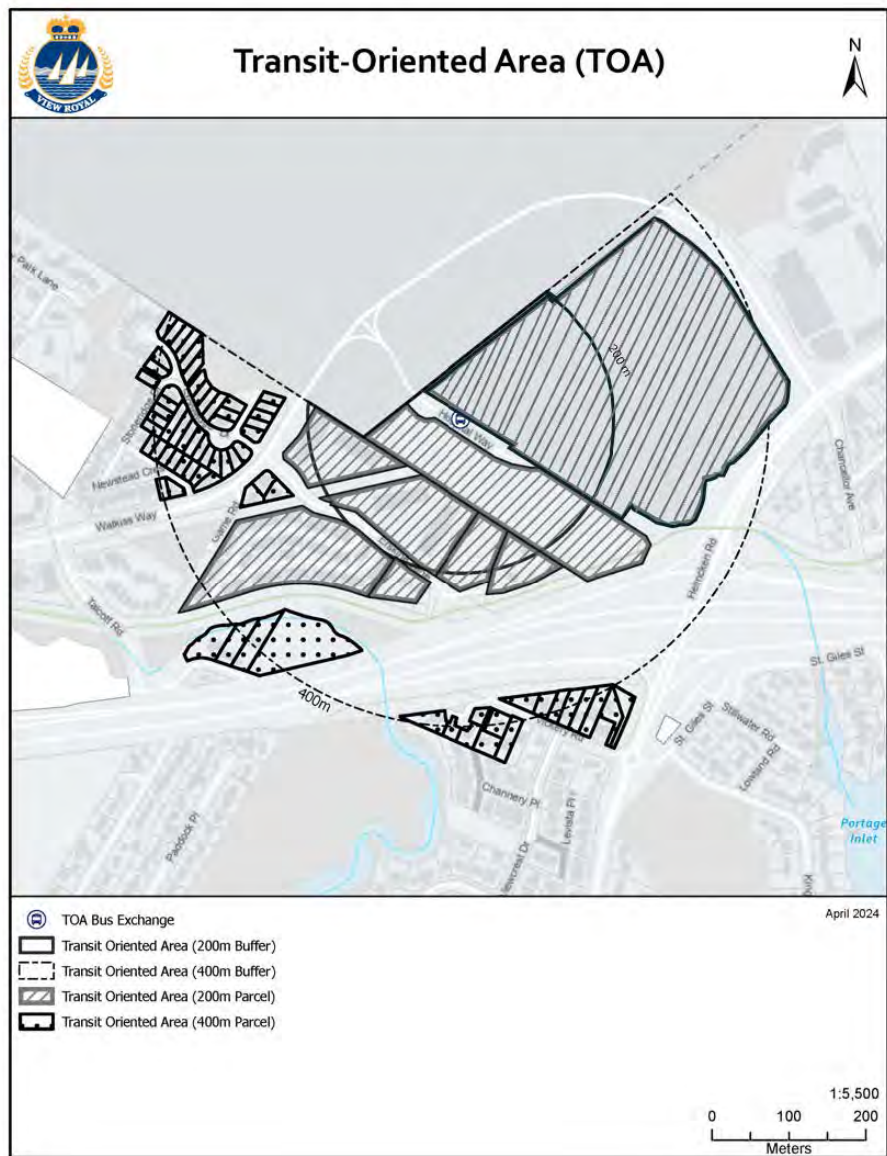 VIEW ROYAL
Transit-Oriented Area (TOA)
N
Park Lane
200 m
Newstead
Way
Chancellor Ave
Watkiss Way
Helmcken Rd
Talcott Rd
St. Giles St
400m
St. Giles St
Stillwater Rd
Lowland Rd
Channery Pl
Levista Pl
Paddock Pl
Portage
Inlet
April 2024
TOA Bus Exchange
Transit Oriented Area (200m Buffer)
Transit Oriented Area (400m Buffer)
Transit Oriented Area (200m Parcel)
Transit Oriented Area (400m Parcel)
1:5,500
0 100 200
Meters